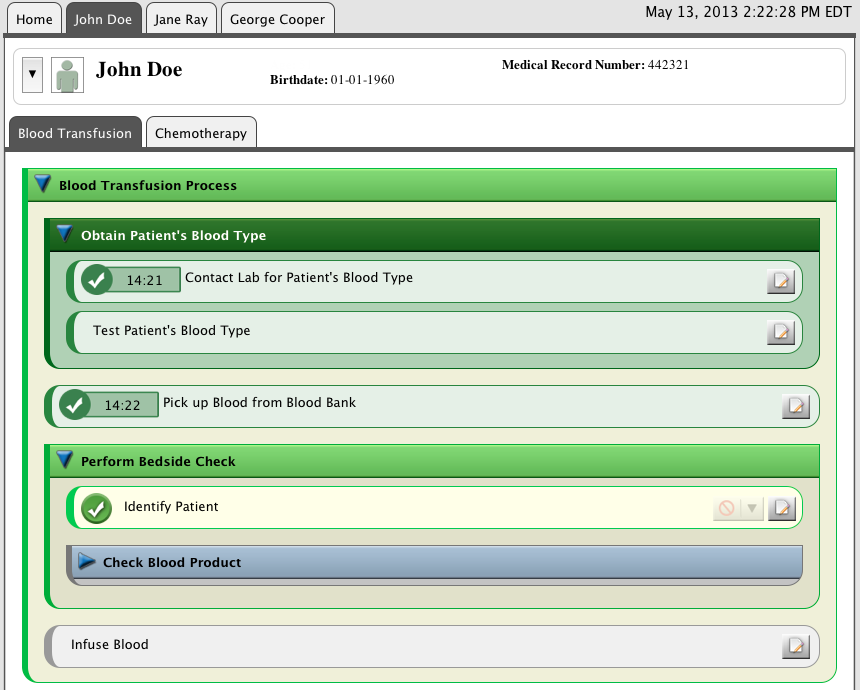 Home John Doe Jane Ray George Cooper May 13, 2013 2:22:28 PM EDT
John Doe Birthdate: 01-01-1960 Medical Record Number: 442321
Blood Transfusion Chemotherapy
Blood Transfusion Process
Obtain Patient's Blood Type
14:21 Contact Lab for Patient's Blood Type
Test Patient's Blood Type
14:22 Pick up Blood from Blood Bank
Perform Bedside Check
Identify Patient
Check Blood Product
Infuse Blood